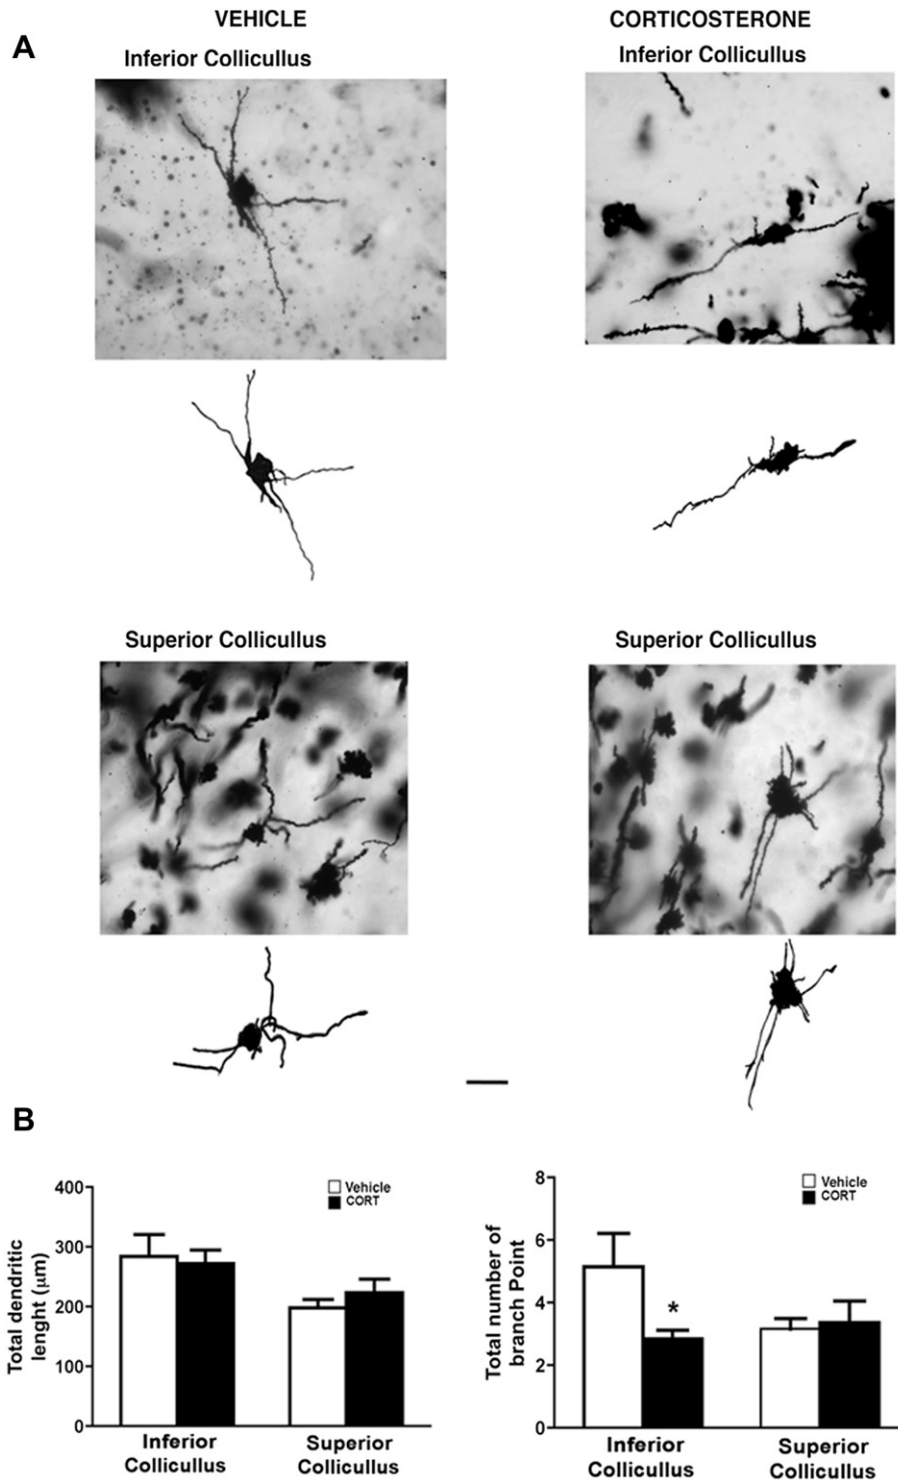 VEHICLE
CORTICOSTERONE
A
Inferior Collicullus
Inferior Collicullus
Superior Collicullus
Superior Collicullus
B
Total dendritic
lenght (μm)
400
300
200
100
0
Vehicle
CORT
Inferior
Collicullus
Superior
Collicullus
Total number of
branch Point
8
6
4
2
0
Vehicle
CORT
*
Inferior
Collicullus
Superior
Collicullus